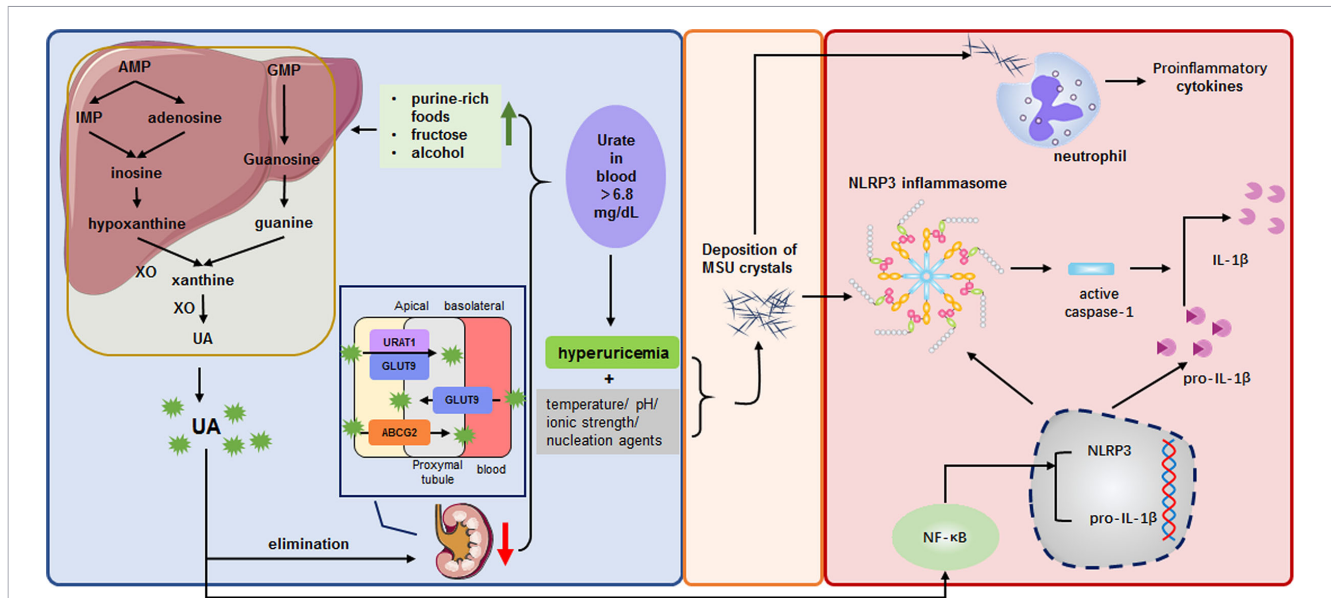 AMP
GMP
IMP
adenosine
inosine
Guanosine
hypoxanthine
guanine
XO
xanthine
XO
UA
UA
elimination
• purine-rich
foods
• fructose
• alcohol
Urate
in
blood
>6.8
mg/dL
Apical
basolateral
URAT1
GLUT9
GLUT9
ABCG2
Proxymal
tubule
blood
hyperuricemia
+
temperature/ pH/
ionic strength/
nucleation agents
Deposition of
MSU crystals
neutrophil
Proinflammatory
cytokines
NLRP3 inflammasome
active
caspase-1
IL-1β
pro-IL-1β
NF-κB
NLRP3
pro-IL-1β